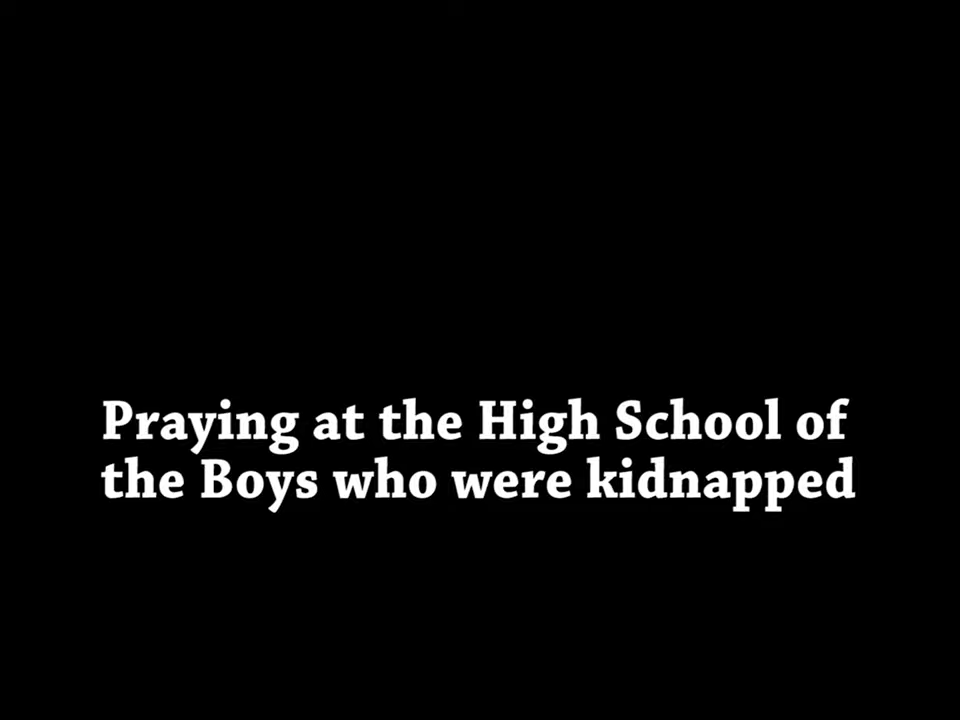 Praying at the High School of
the Boys who were kidnapped